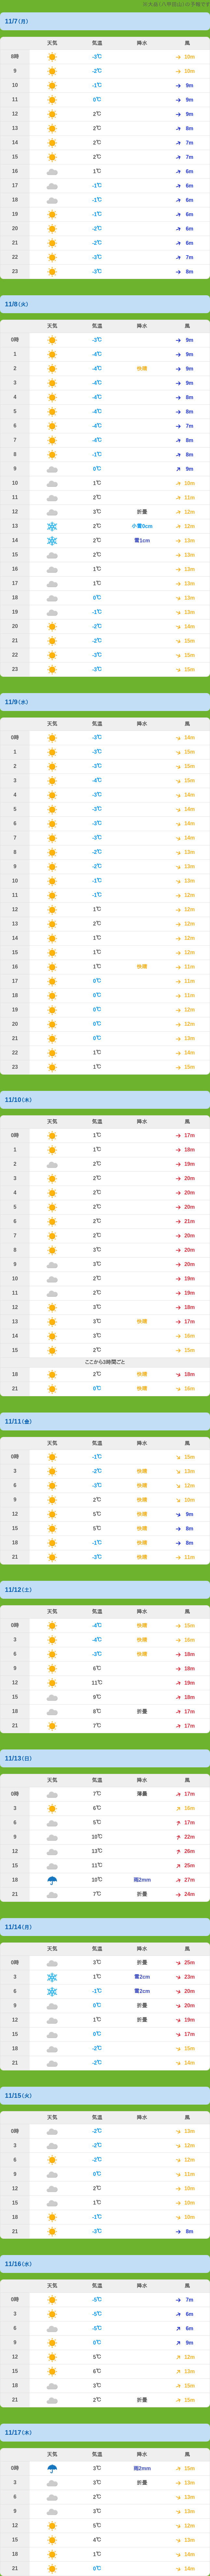 11/7(月)
天気 気温 降水 風
8時 -3℃ 10m
9 -2℃ 10m
10 -1℃ 9m
11 0℃ 9m
12 2℃ 9m
13 2℃ 8m
14 2℃ 7m
15 2℃ 7m
16 1℃ 6m
17 -1℃ 6m
18 -1℃ 6m
19 -1℃ 6m
20 -2℃ 6m
21 -2℃ 6m
22 -3℃ 7m
23 -3℃ 8m
11/8(火)
天気 気温 降水 風
0時 -3℃ 9m
1 -4℃ 9m
2 -4℃ 快晴 9m
3 -4℃ 9m
4 -4℃ 8m
5 -4℃ 8m
6 -4℃ 7m
7 -4℃ 8m
8 -1℃ 8m
9 0℃ 9m
10 1℃ 10m
11 2℃ 11m
12 3℃ 折畳 12m
13 2℃ 小雪0cm 12m
14 2℃ 雪1cm 13m
15 2℃ 13m
16 1℃ 13m
17 1℃ 13m
18 0℃ 13m
19 -1℃ 13m
20 -2℃ 14m
21 -2℃ 15m
22 -3℃ 15m
23 -3℃ 15m
11/9(水)
天気 気温 降水 風
0時 -3℃ 14m
1 -3℃ 15m
2 -3℃ 15m
3 -4℃ 15m
4 -3℃ 14m
5 -3℃ 14m
6 -3℃ 14m
7 -3℃ 14m
8 -2℃ 13m
9 -2℃ 13m
10 -1℃ 13m
11 -1℃ 12m
12 1℃ 12m
13 2℃ 12m
14 1℃ 12m
15 1℃ 12m
16 1℃ 快晴 11m
17 0℃ 11m
18 0℃ 11m
19 0℃ 12m
20 0℃ 12m
21 0℃ 13m
22 1℃ 14m
23 1℃ 15m
11/10(木)
天気 気温 降水 風
0時 1℃ 17m
1 1℃ 18m
2 2℃ 19m
3 2℃ 20m
4 2℃ 20m
5 2℃ 20m
6 2℃ 21m
7 2℃ 20m
8 3℃ 20m
9 3℃ 20m
10 2℃ 19m
11 2℃ 19m
12 3℃ 18m
13 3℃ 快晴 17m
14 3℃ 16m
15 2℃ 15m
ここから3時間ごと
18 2℃ 快晴 18m
21 0℃ 快晴 16m
11/11(金)
天気 気温 降水 風
0時 -1℃ 15m
3 -2℃ 快晴 13m
6 -3℃ 快晴 12m
9 2℃ 快晴 10m
12 5℃ 快晴 9m
15 5℃ 快晴 8m
18 -1℃ 快晴 8m
21 -3℃ 快晴 11m
11/12(土)
天気 気温 降水 風
0時 -4℃ 快晴 15m
3 -4℃ 快晴 16m
6 -3℃ 快晴 18m
9 6℃ 18m
12 11℃ 19m
15 9℃ 18m
18 8℃ 折畳 17m
21 7℃ 17m
11/13(日)
天気 気温 降水 風
0時 7℃ 薄曇 17m
3 6℃ 16m
6 5℃ 17m
9 10℃ 22m
12 13℃ 26m
15 11℃ 25m
18 10℃ 雨2mm 27m
21 7℃ 折畳 24m
11/14(月)
天気 気温 降水 風
0時 3℃ 折畳 25m
3 1℃ 雪2cm 23m
6 -1℃ 雪2cm 20m
9 0℃ 折畳 20m
12 1℃ 折畳 19m
15 0℃ 17m
18 -2℃ 15m
21 -2℃ 14m
11/15(火)
天気 気温 降水 風
0時 -2℃ 13m
3 -2℃ 12m
6 -2℃ 12m
9 0℃ 11m
12 2℃ 10m
15 1℃ 10m
18 -1℃ 10m
21 -3℃ 8m
11/16(水)
天気 気温 降水 風
0時 -5℃ 7m
3 -5℃ 6m
6 -5℃ 6m
9 0℃ 9m
12 5℃ 12m
15 6℃ 13m
18 3℃ 15m
21 2℃ 折畳 15m
11/17(木)
天気 気温 降水 風
0時 3℃ 雨2mm 15m
3 3℃ 折畳 13m
6 2℃ 13m
9 3℃ 13m
12 5℃ 12m
15 4℃ 13m
18 1℃ 14m
21 0℃ 14m